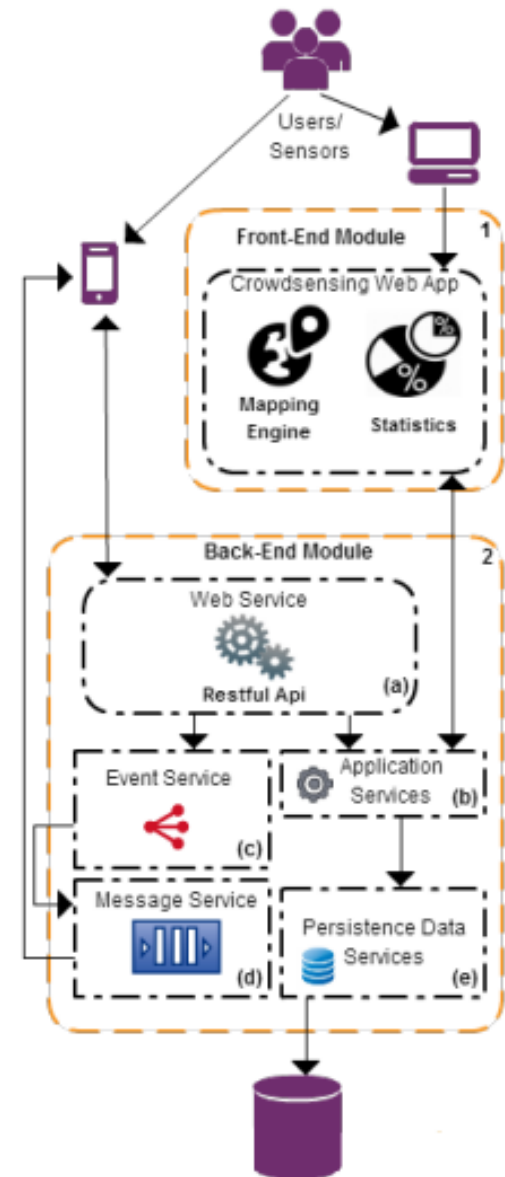 Users/
Sensors
Front-End Module
1
Crowdsensing Web App
Mapping
Engine
%
%
Statistics
Back-End Module
2
Web Service
Restful Api
(a)
Event Service
(c)
Application
Services
(b)
Message Service
(d)
Persistence Data
Services
(e)